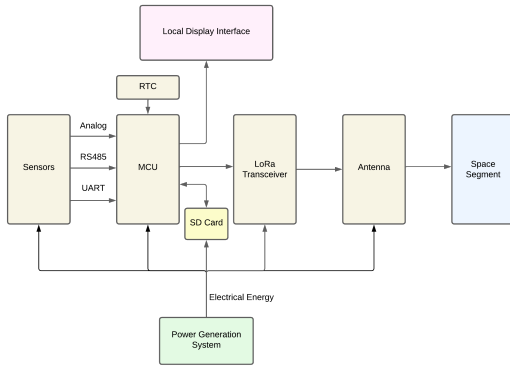 Local Display Interface
RTC
Sensors
Analog
RS485
UART
MCU
LoRa
Transceiver
Antenna
Space
Segment
SD Card
Electrical Energy
Power Generation
System